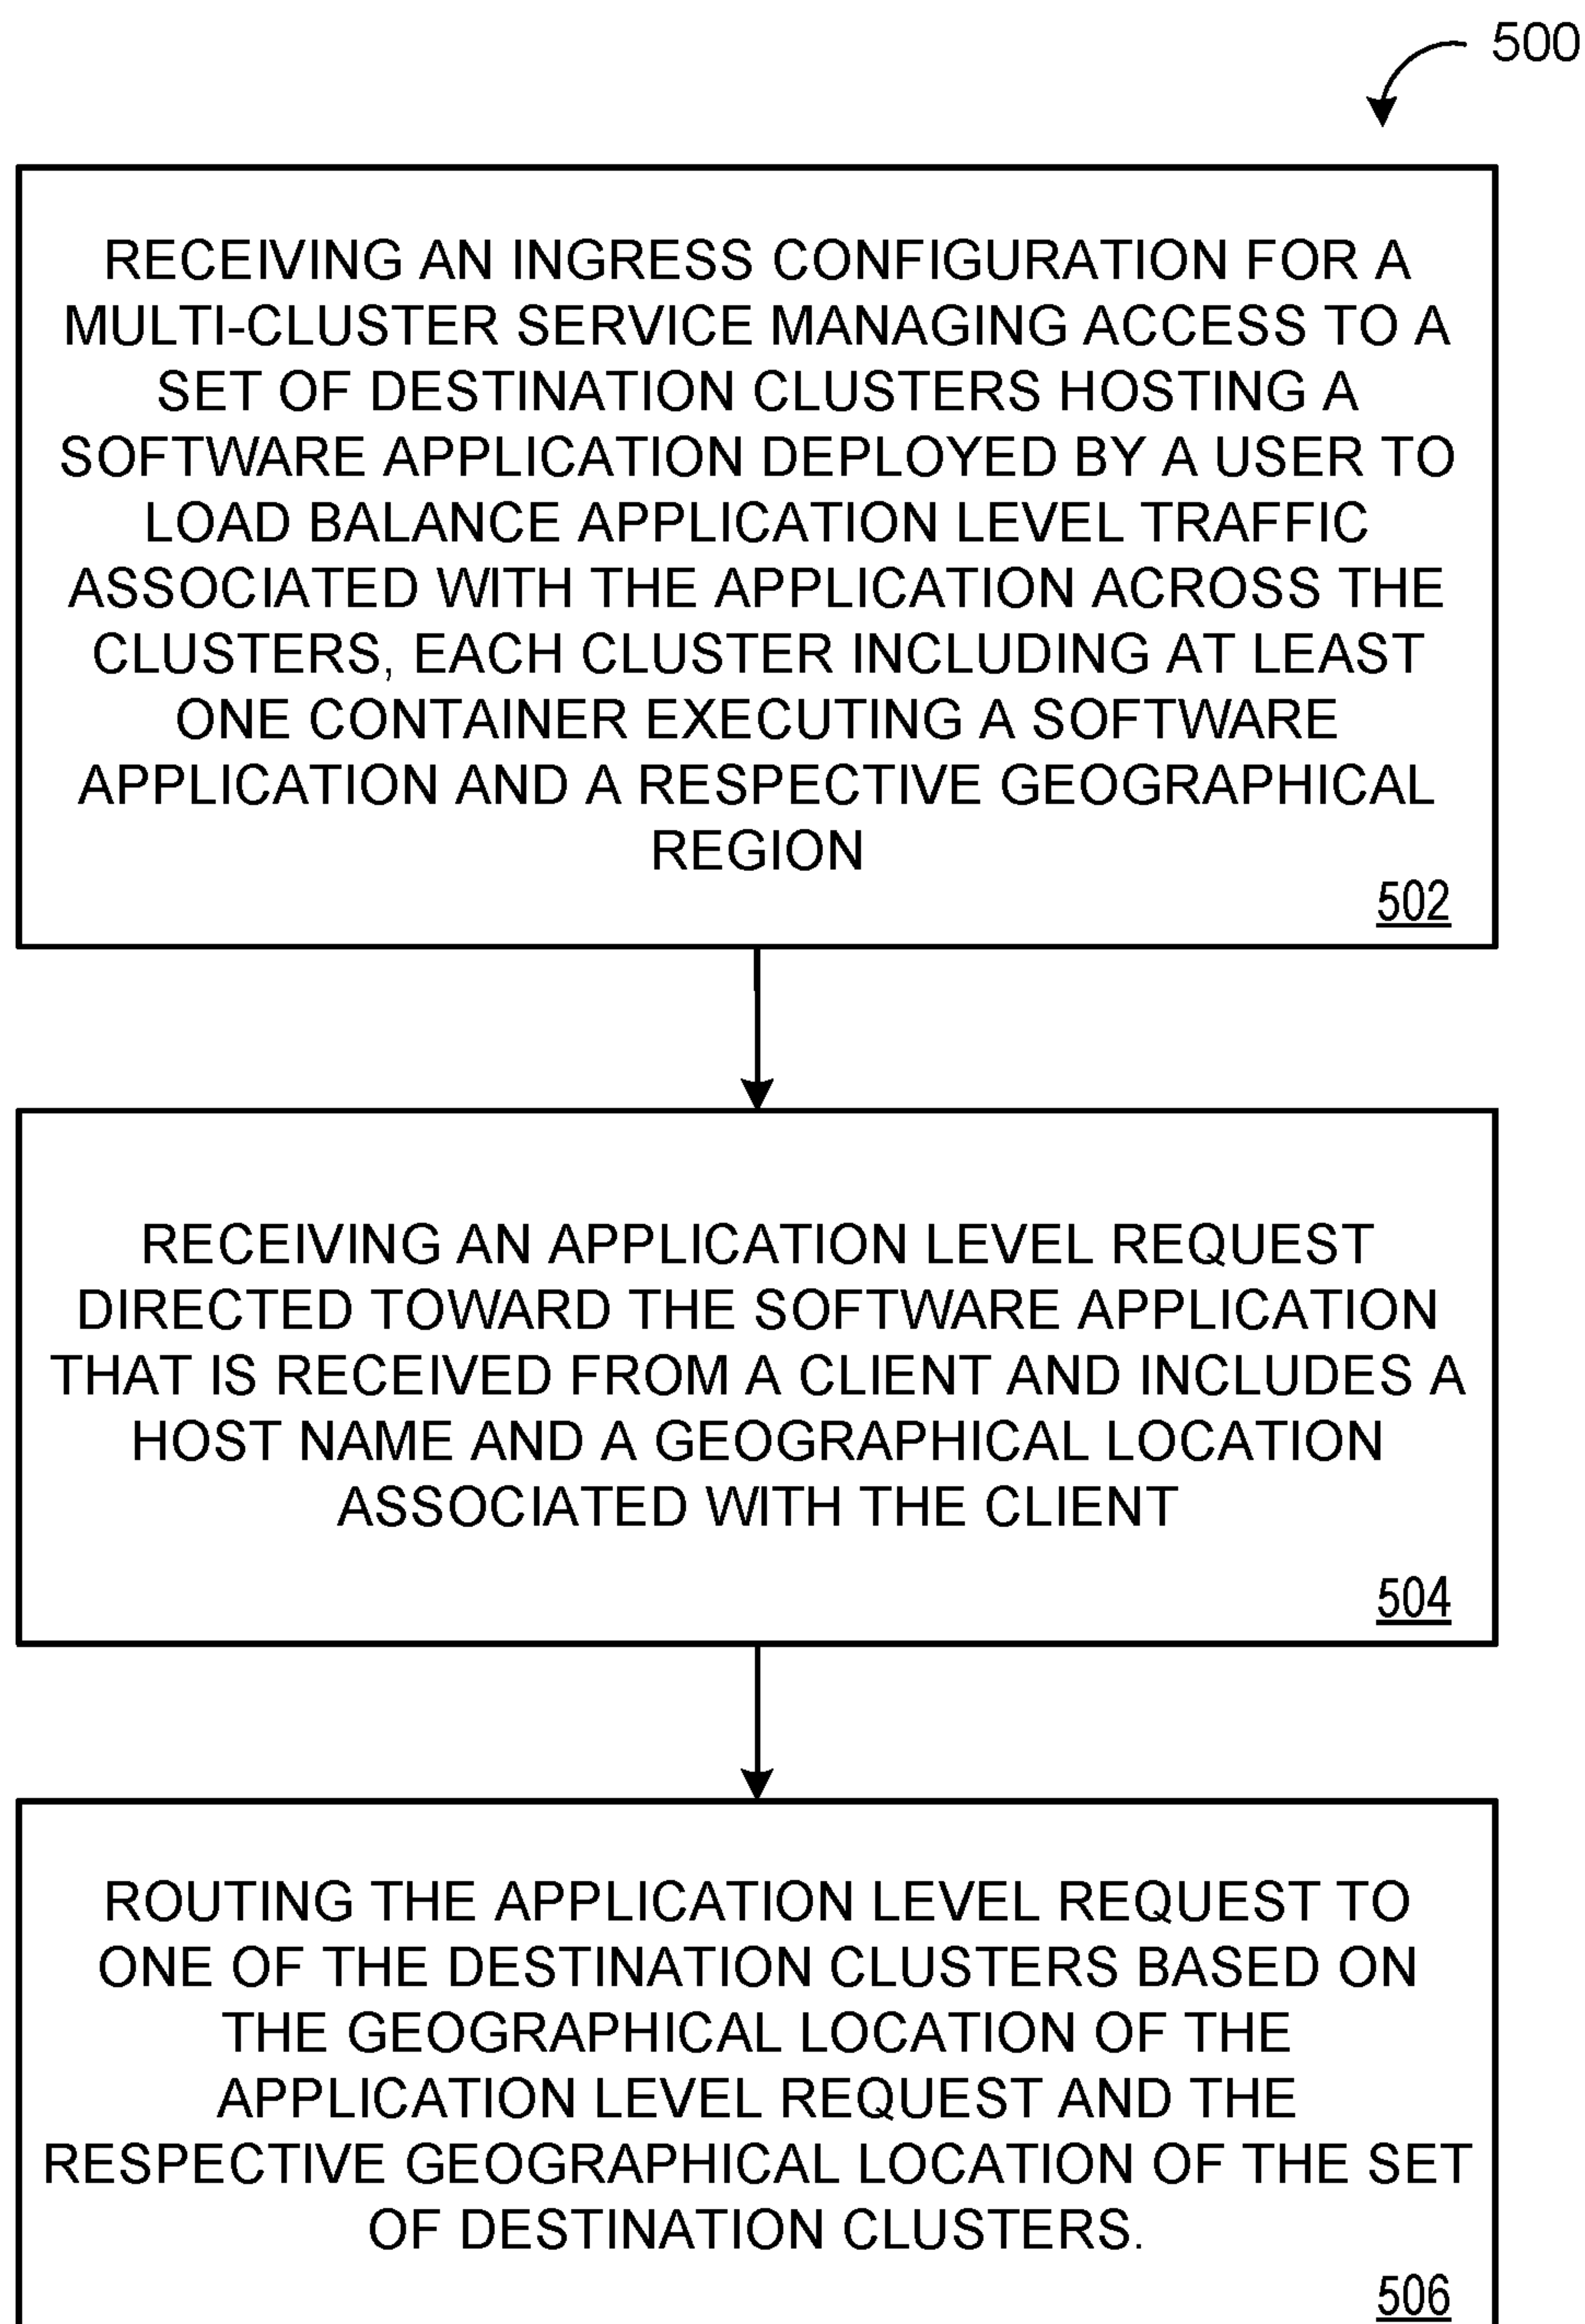 500
RECEIVING AN INGRESS CONFIGURATION FOR A
MULTI-CLUSTER SERVICE MANAGING ACCESS TO A
SET OF DESTINATION CLUSTERS HOSTING A
SOFTWARE APPLICATION DEPLOYED BY A USER TO
LOAD BALANCE APPLICATION LEVEL TRAFFIC
ASSOCIATED WITH THE APPLICATION ACROSS THE
CLUSTERS, EACH CLUSTER INCLUDING AT LEAST
ONE CONTAINER EXECUTING A SOFTWARE
APPLICATION AND A RESPECTIVE GEOGRAPHICAL
REGION
502
RECEIVING AN APPLICATION LEVEL REQUEST
DIRECTED TOWARD THE SOFTWARE APPLICATION
THAT IS RECEIVED FROM A CLIENT AND INCLUDES A
HOST NAME AND A GEOGRAPHICAL LOCATION
ASSOCIATED WITH THE CLIENT
504
ROUTING THE APPLICATION LEVEL REQUEST TO
ONE OF THE DESTINATION CLUSTERS BASED ON
THE GEOGRAPHICAL LOCATION OF THE
APPLICATION LEVEL REQUEST AND THE
RESPECTIVE GEOGRAPHICAL LOCATION OF THE SET
OF DESTINATION CLUSTERS.
506